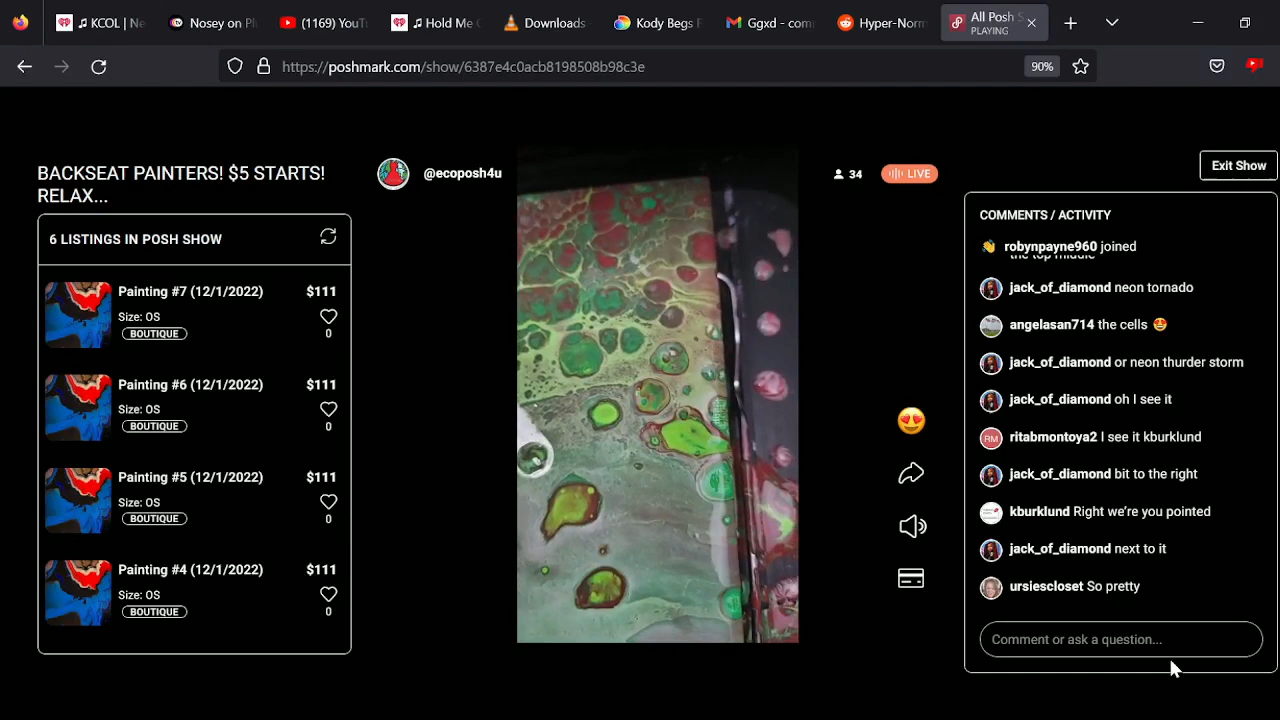 ♫ KCOL | Ne
Nosey on Pl
(1169) YouT
♫ Hold Me
Downloads
Kody Begs F
Ggxd - com
Hyper-Norm
All Posh S
PLAYING
https://poshmark.com/show/6387e4c0acb8198508b98c3e
90%
BACKSEAT PAINTERS! $5 STARTS!
RELAX...
6 LISTINGS IN POSH SHOW
Painting #7 (12/1/2022) $111
Size: OS
BOUTIQUE 0
Painting #6 (12/1/2022) $111
Size: OS
BOUTIQUE 0
Painting #5 (12/1/2022) $111
Size: OS
BOUTIQUE 0
Painting #4 (12/1/2022) $111
Size: OS
BOUTIQUE 0
@ecoposh4u
34
LIVE
Exit Show
COMMENTS / ACTIVITY
robynpayne960 joined
the top middle
jack_of_diamond neon tornado
angelasan714 the cells 😍
jack_of_diamond or neon thurder storm
jack_of_diamond oh I see it
RM
ritabmontoya2 I see it kburklund
jack_of_diamond bit to the right
kburklund Right we're you pointed
jack_of_diamond next to it
ursiescloset So pretty
Comment or ask a question...